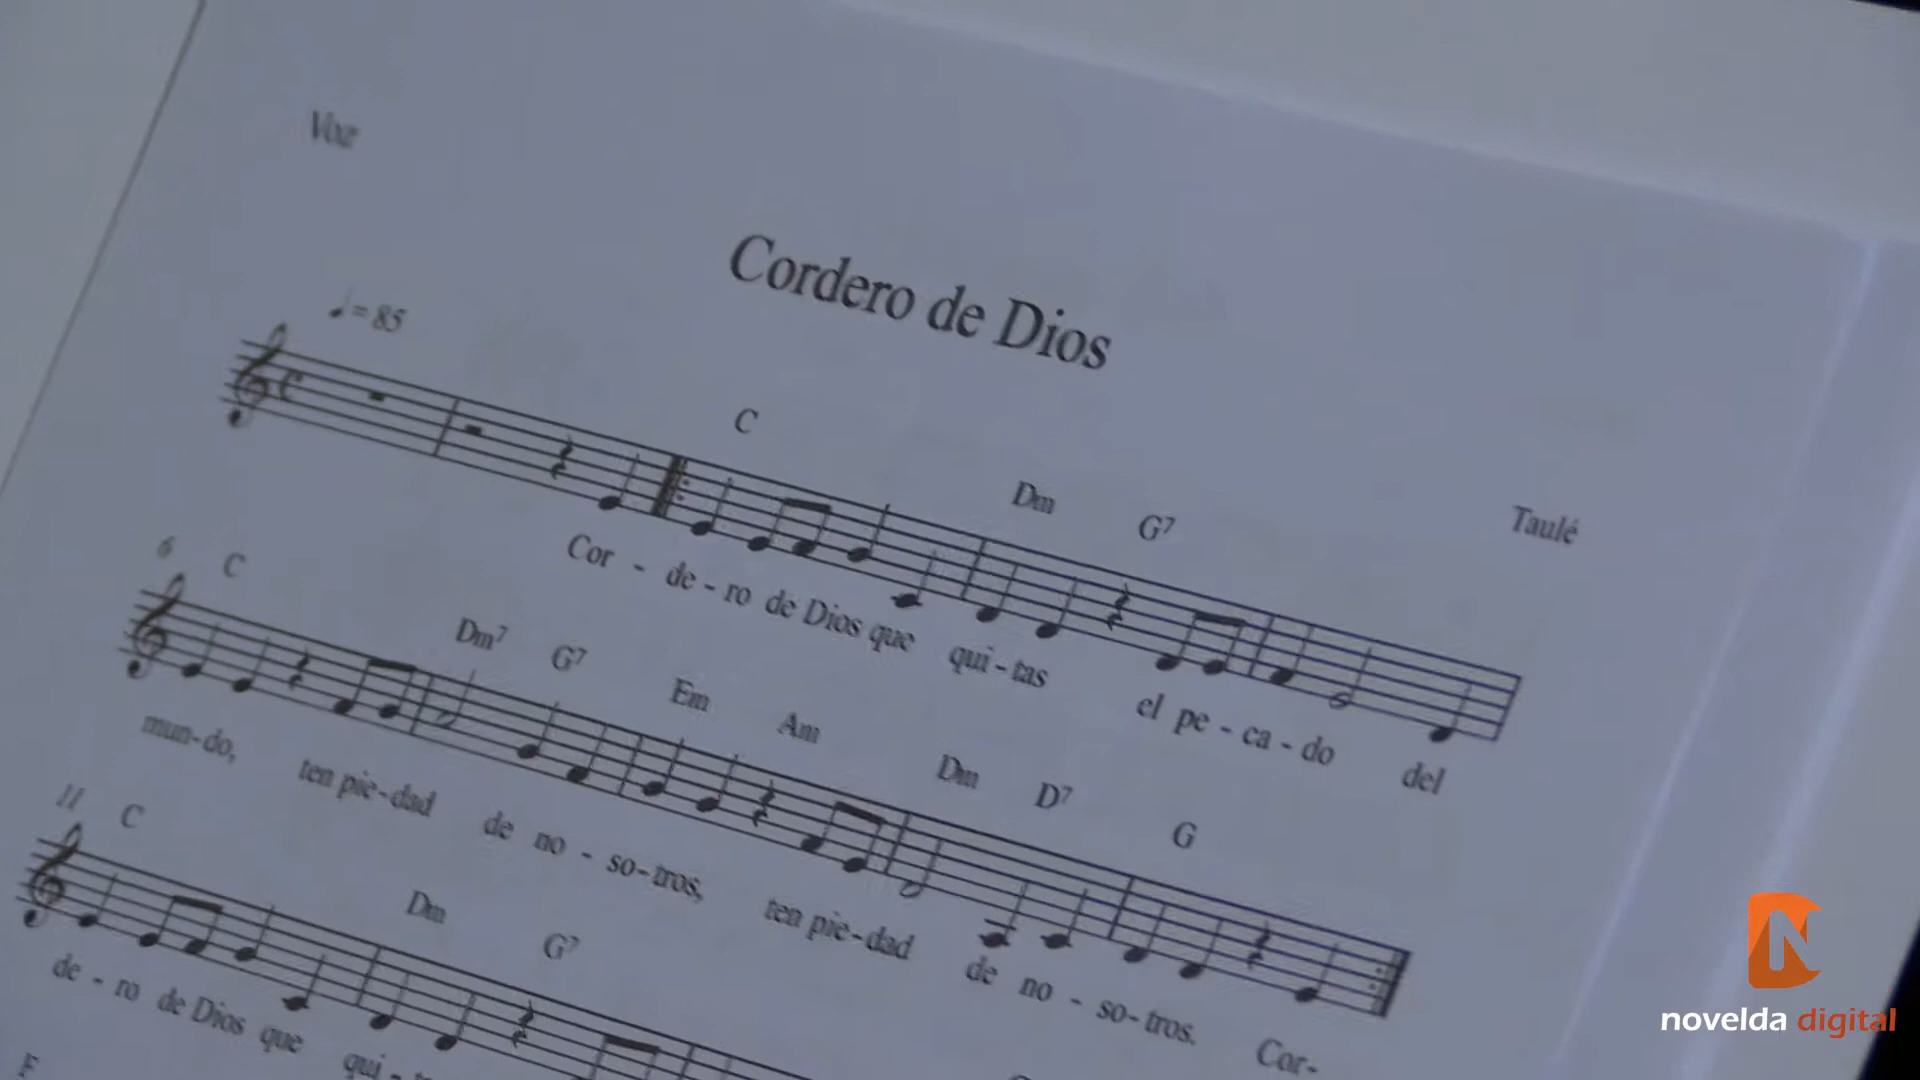 Voz
Cordero de Dios
= 85
Taulé
C Dm G7
Cor - de - ro de Dios que qui - tas el pe - ca - do del
6 C Dm7 G7 Em Am Dm D7 G
mun-do, ten pie-dad de no - so-tros, ten pie-dad de no - so-tros. Cor-
11 C Dm G7
de - ro de Dios que qui -
F
novelda digital